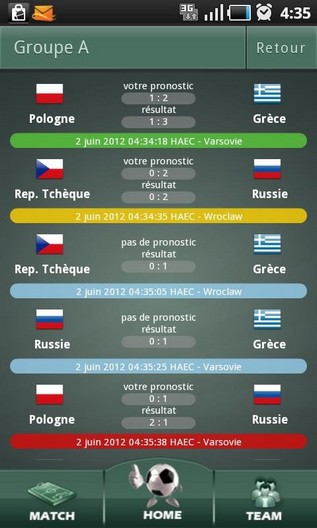 3G
4:35
Groupe A
Retour
votre pronostic
1 : 2
résultat
Pologne
1 : 3
Grèce
2 juin 2012 04:34:18 HAEC - Varsovie
votre pronostic
0 : 2
résultat
Rep. Tchèque
0 : 2
Russie
2 juin 2012 04:34:35 HAEC - Wroclaw
pas de pronostic
résultat
Rep. Tchèque
0 : 1
Grèce
2 juin 2012 04:35:05 HAEC - Wroclaw
pas de pronostic
résultat
Russie
0 : 1
Grèce
2 juin 2012 04:35:25 HAEC - Varsovie
votre pronostic
0 : 1
résultat
Pologne
2 : 1
Russie
2 juin 2012 04:35:38 HAEC - Varsovie
MATCH
HOME
TEAM